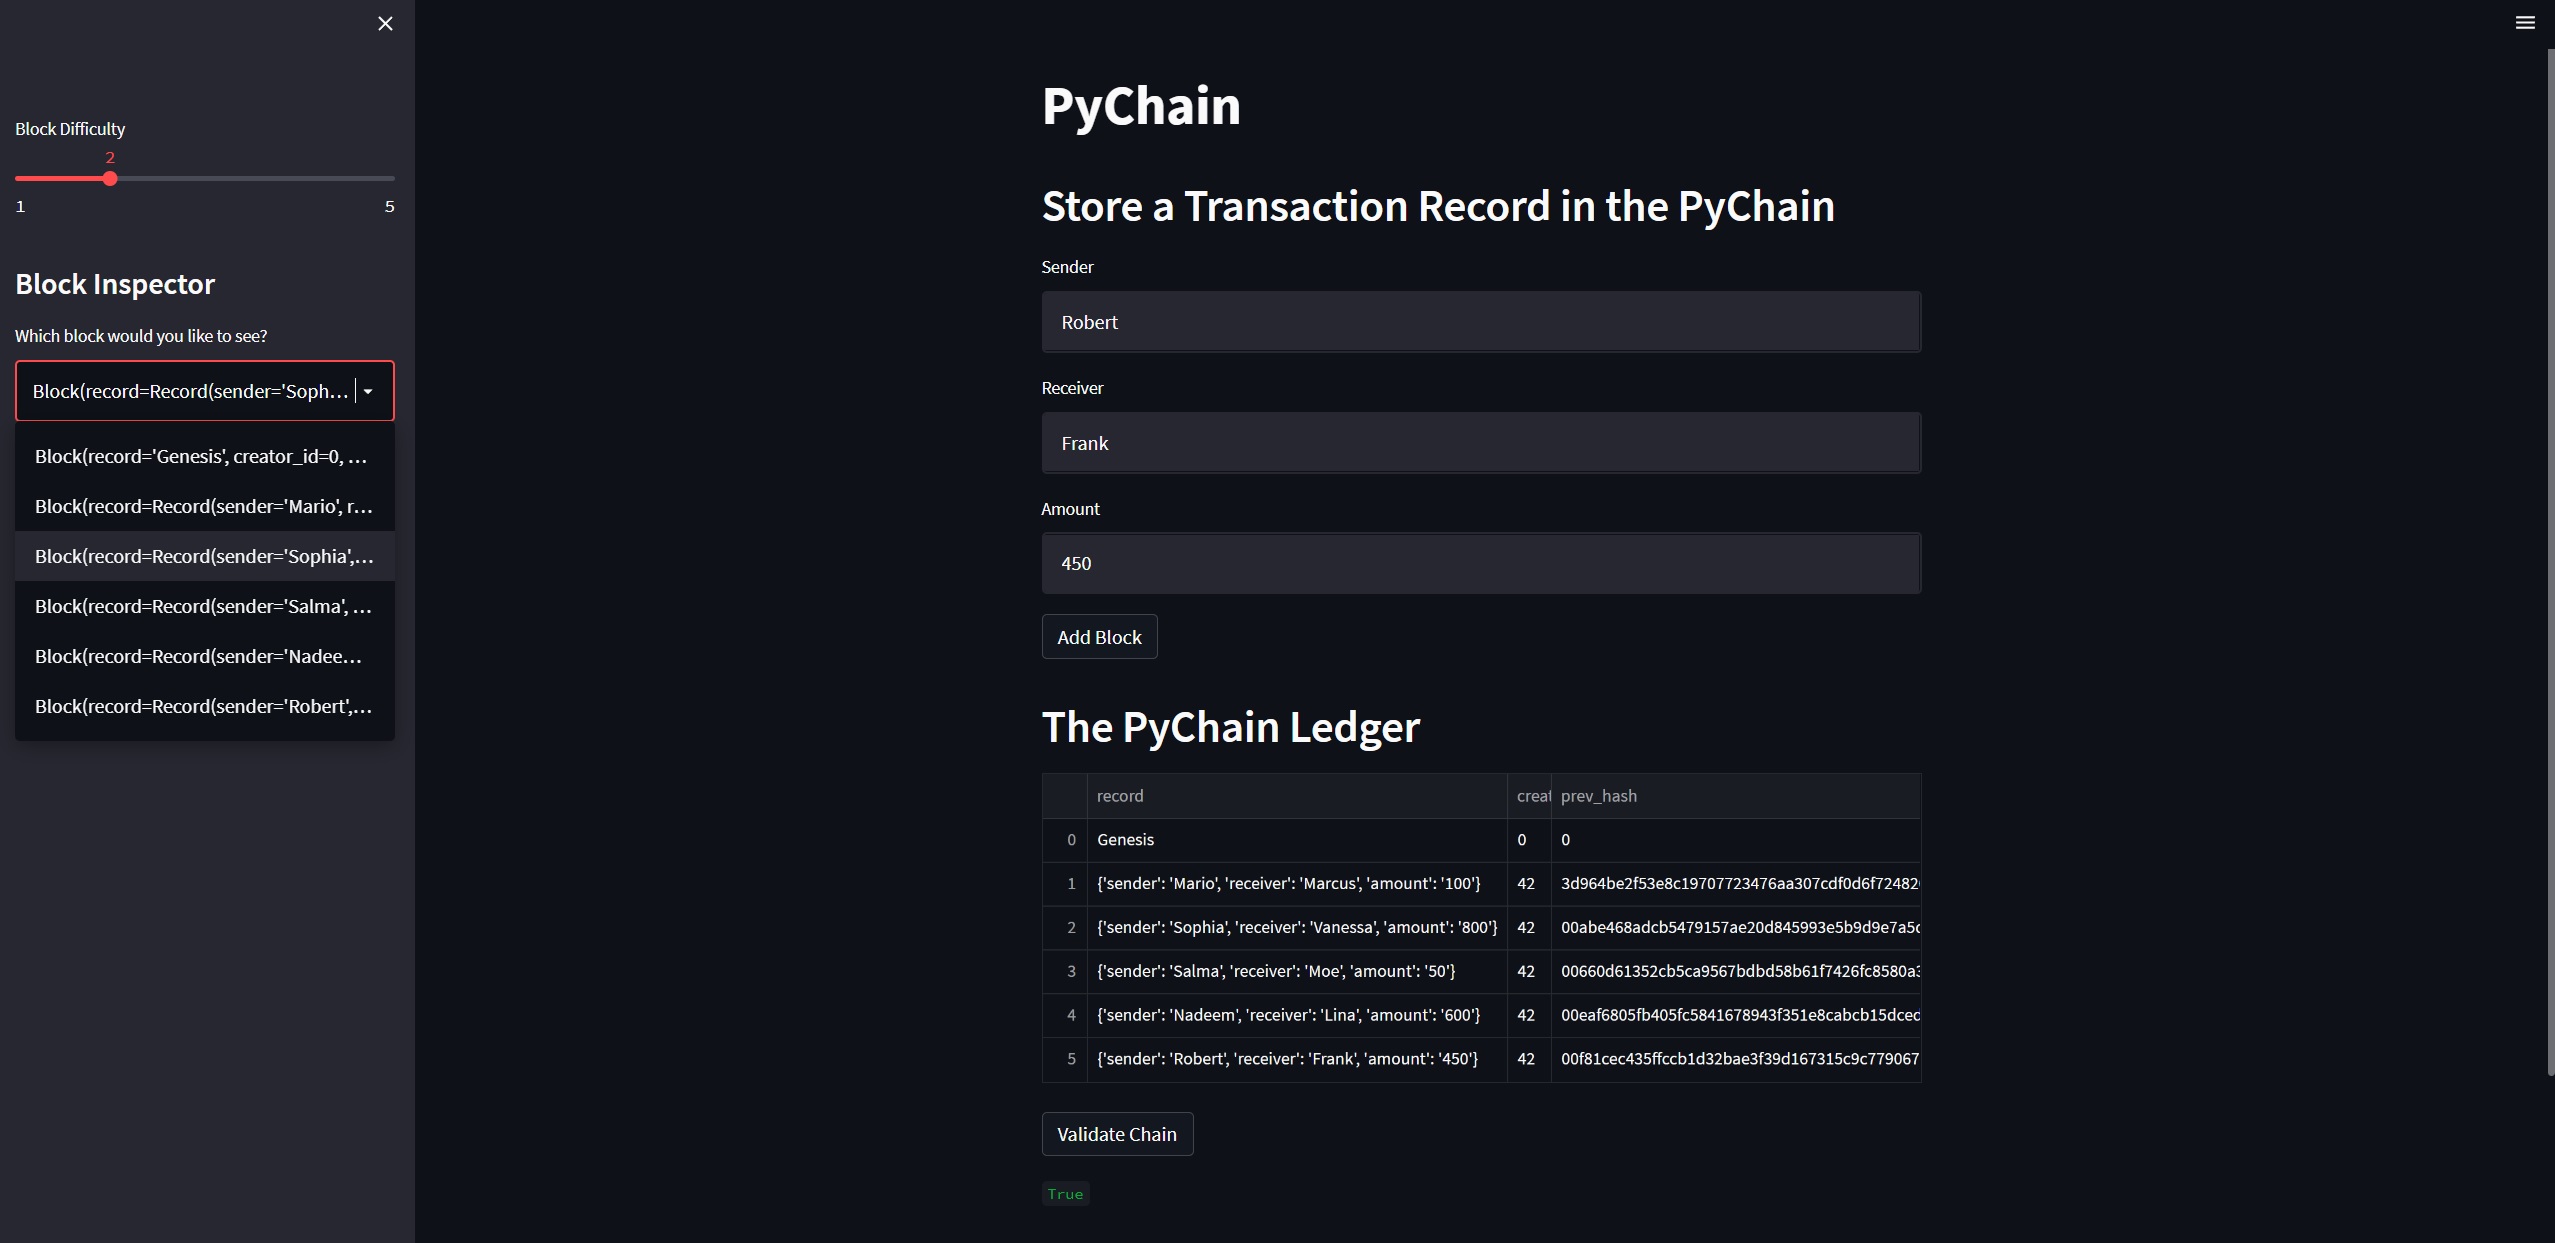 Block Difficulty
2
1 5
Block Inspector
Which block would you like to see?
Block(record=Record(sender='Soph...
Block(record='Genesis', creator_id=0, ...
Block(record=Record(sender='Mario', r...
Block(record=Record(sender='Sophia',...
Block(record=Record(sender='Salma', ...
Block(record=Record(sender='Nadee...
Block(record=Record(sender='Robert',...
PyChain
Store a Transaction Record in the PyChain
Sender
Robert
Receiver
Frank
Amount
450
Add Block
The PyChain Ledger
record creat prev_hash
0 Genesis 0 0
1 {'sender': 'Mario', 'receiver': 'Marcus', 'amount': '100'} 42 3d964be2f53e8c19707723476aa307cdf0d6f72482
2 {'sender': 'Sophia', 'receiver': 'Vanessa', 'amount': '800'} 42 00abe468adcb5479157ae20d845993e5b9d9e7a5
3 {'sender': 'Salma', 'receiver': 'Moe', 'amount': '50'} 42 00660d61352cb5ca9567bdbd58b61f7426fc8580a
4 {'sender': 'Nadeem', 'receiver': 'Lina', 'amount': '600'} 42 00eaf6805fb405fc5841678943f351e8cabcb15dce
5 {'sender': 'Robert', 'receiver': 'Frank', 'amount': '450'} 42 00f81cec435ffccb1d32bae3f39d167315c9c779067
Validate Chain
True